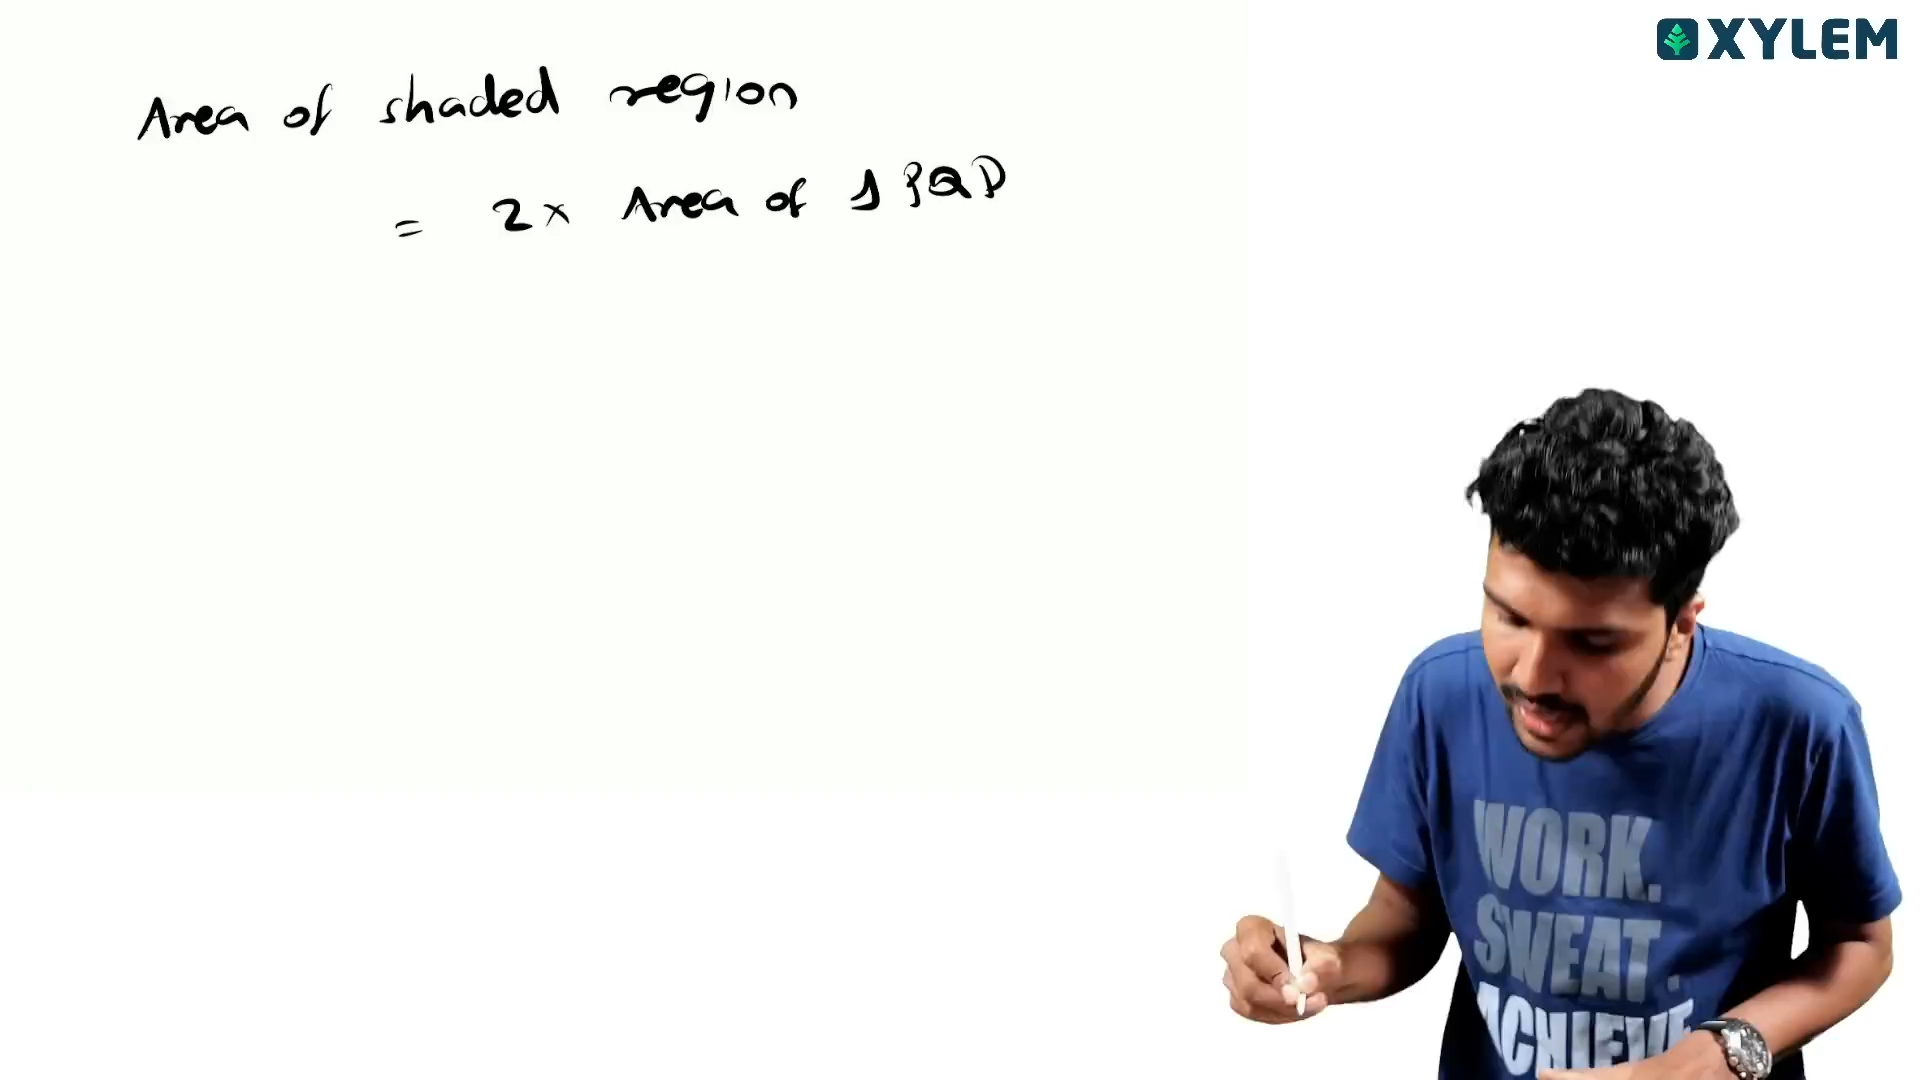 XYLEM
Area of shaded region
= 2 x Area of Δ PQD
WORK.
SWEAT.
ACHIEVE